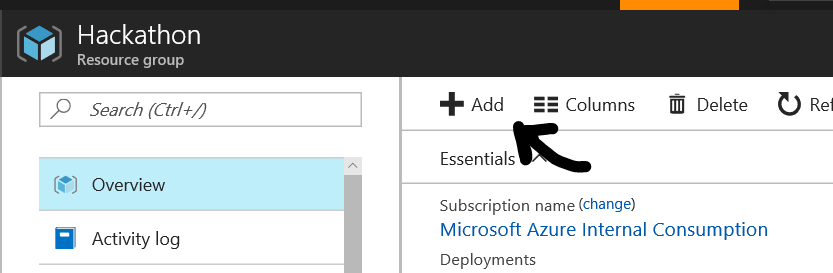 Hackathon
Resource group
Search (Ctrl+/)
Add
Columns
Delete
Ref
Overview
Activity log
Essentials
Subscription name (change)
Microsoft Azure Internal Consumption
Deployments